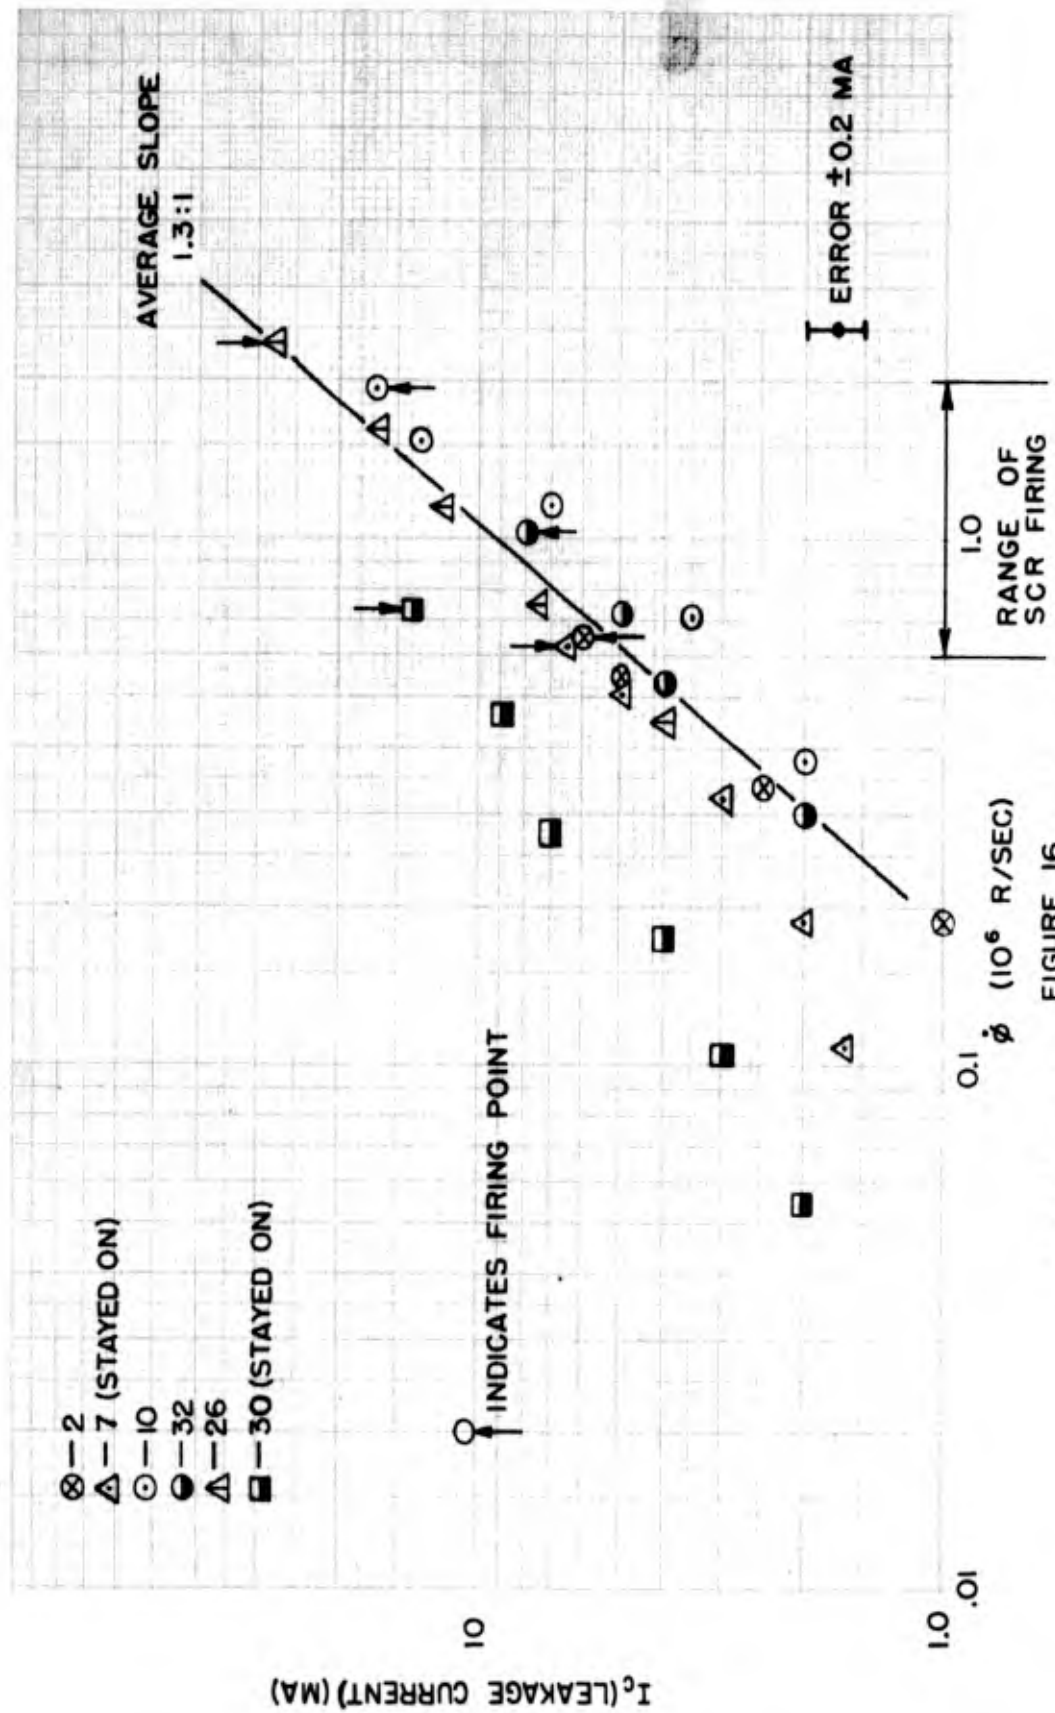 AVERAGE SLOPE
1.3:1
⊗—2
7 (STAYED ON)
⊙—10
◒—32
26
30 (STAYED ON)
INDICATES FIRING POINT
ERROR ±0.2 MA
I_C (LEAKAGE CURRENT) (MA)
10
1.0
.01
0.1
1.0
RANGE OF
SCR FIRING
φ̇ (10⁶ R/SEC)
FIGURE 16